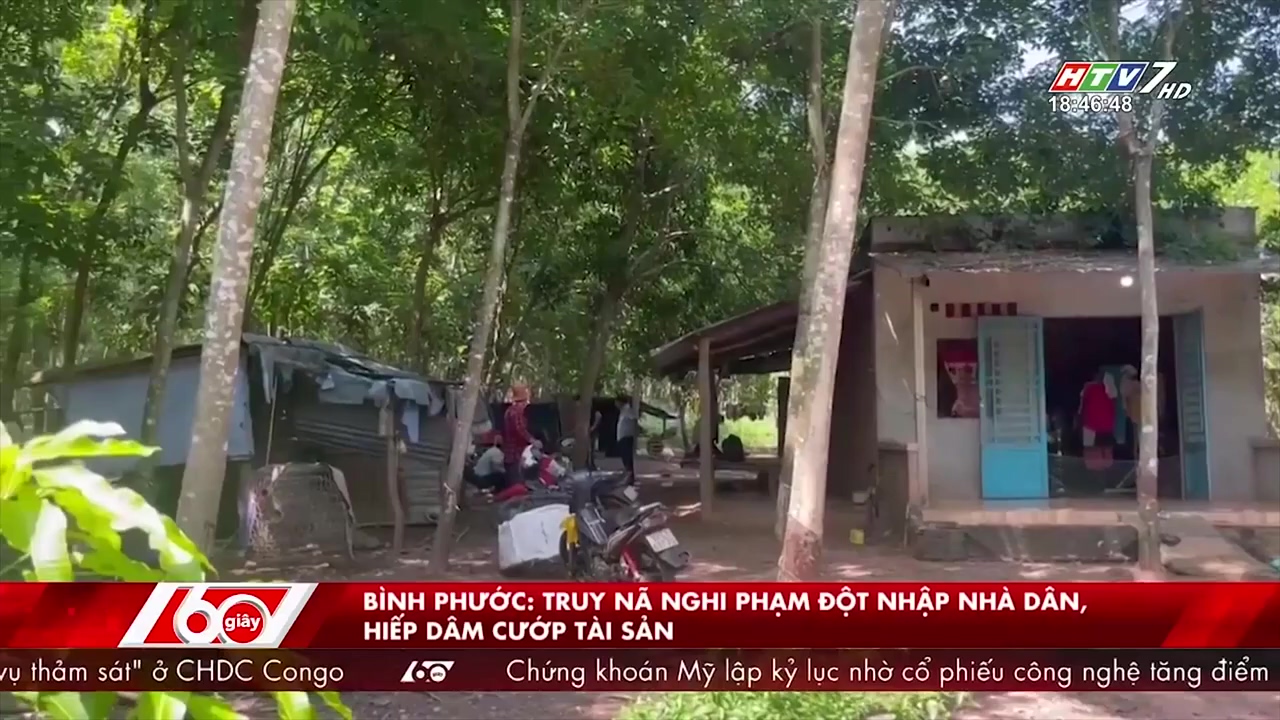 HTV7 HD
18:46:48
60 giây
BÌNH PHƯỚC: TRUY NÃ NGHI PHẠM ĐỘT NHẬP NHÀ DÂN,
HIẾP DÂM CƯỚP TÀI SẢN
vụ thảm sát" ở CHDC Congo 60 giây Chứng khoán Mỹ lập kỷ lục nhờ cổ phiếu công nghệ tăng điểm